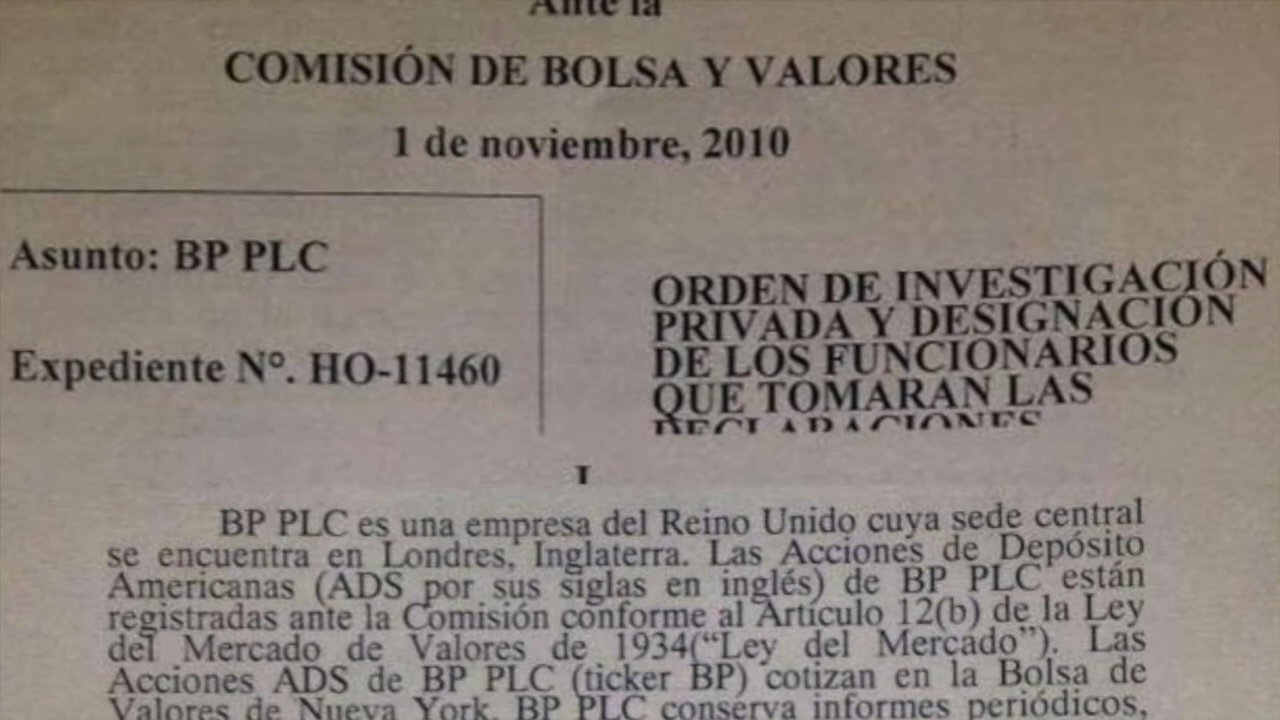 Ante la
COMISIÓN DE BOLSA Y VALORES
1 de noviembre, 2010
Asunto: BP PLC
Expediente Nº. HO-11460
ORDEN DE INVESTIGACIÓN
PRIVADA Y DESIGNACIÓN
DE LOS FUNCIONARIOS
QUE TOMARAN LAS
DECLARACIONES
I
BP PLC es una empresa del Reino Unido cuya sede central
se encuentra en Londres, Inglaterra. Las Acciones de Depósito
Americanas (ADS por sus siglas en inglés) de BP PLC están
registradas ante la Comisión conforme al Artículo 12(b) de la Ley
del Mercado de Valores de 1934(“Ley del Mercado”). Las
Acciones ADS de BP PLC (ticker BP) cotizan en la Bolsa de
Valores de Nueva York. BP PLC conserva informes periódicos,